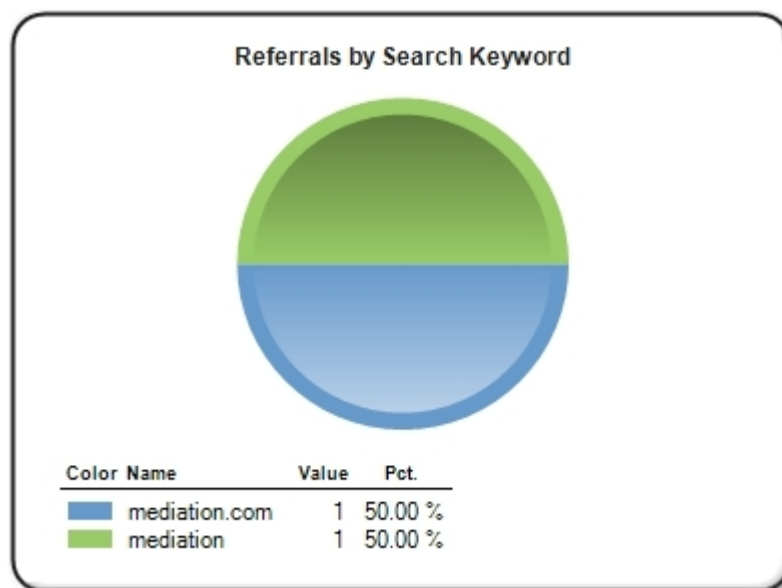 Referrals by Search Keyword
Color Name Value Pct.
mediation.com 1 50.00 %
mediation 1 50.00 %